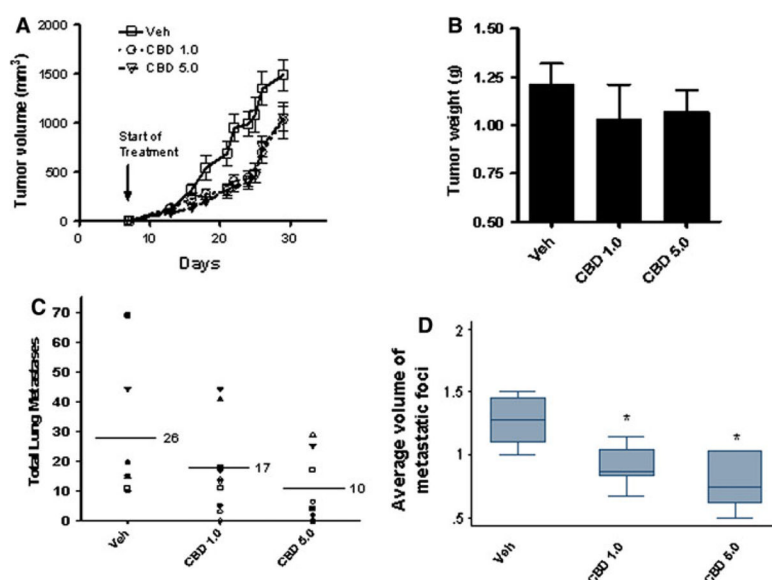 A
Tumor volume (mm³)
2000
1500
1000
500
0
Veh
CBD 1.0
CBD 5.0
Start of
Treatment
0
10
20
30
40
Days
B
Tumor weight (g)
1.50
1.25
1.00
0.75
0.50
Veh
CBD 1.0
CBD 5.0
C
Total Lung Metastases
70
60
50
40
30
20
10
0
26
17
10
Veh
CBD 1.0
CBD 5.0
D
Average volume of
metastatic foci
2
1.5
1
.5
*
*
Veh
CBD 1.0
CBD 5.0